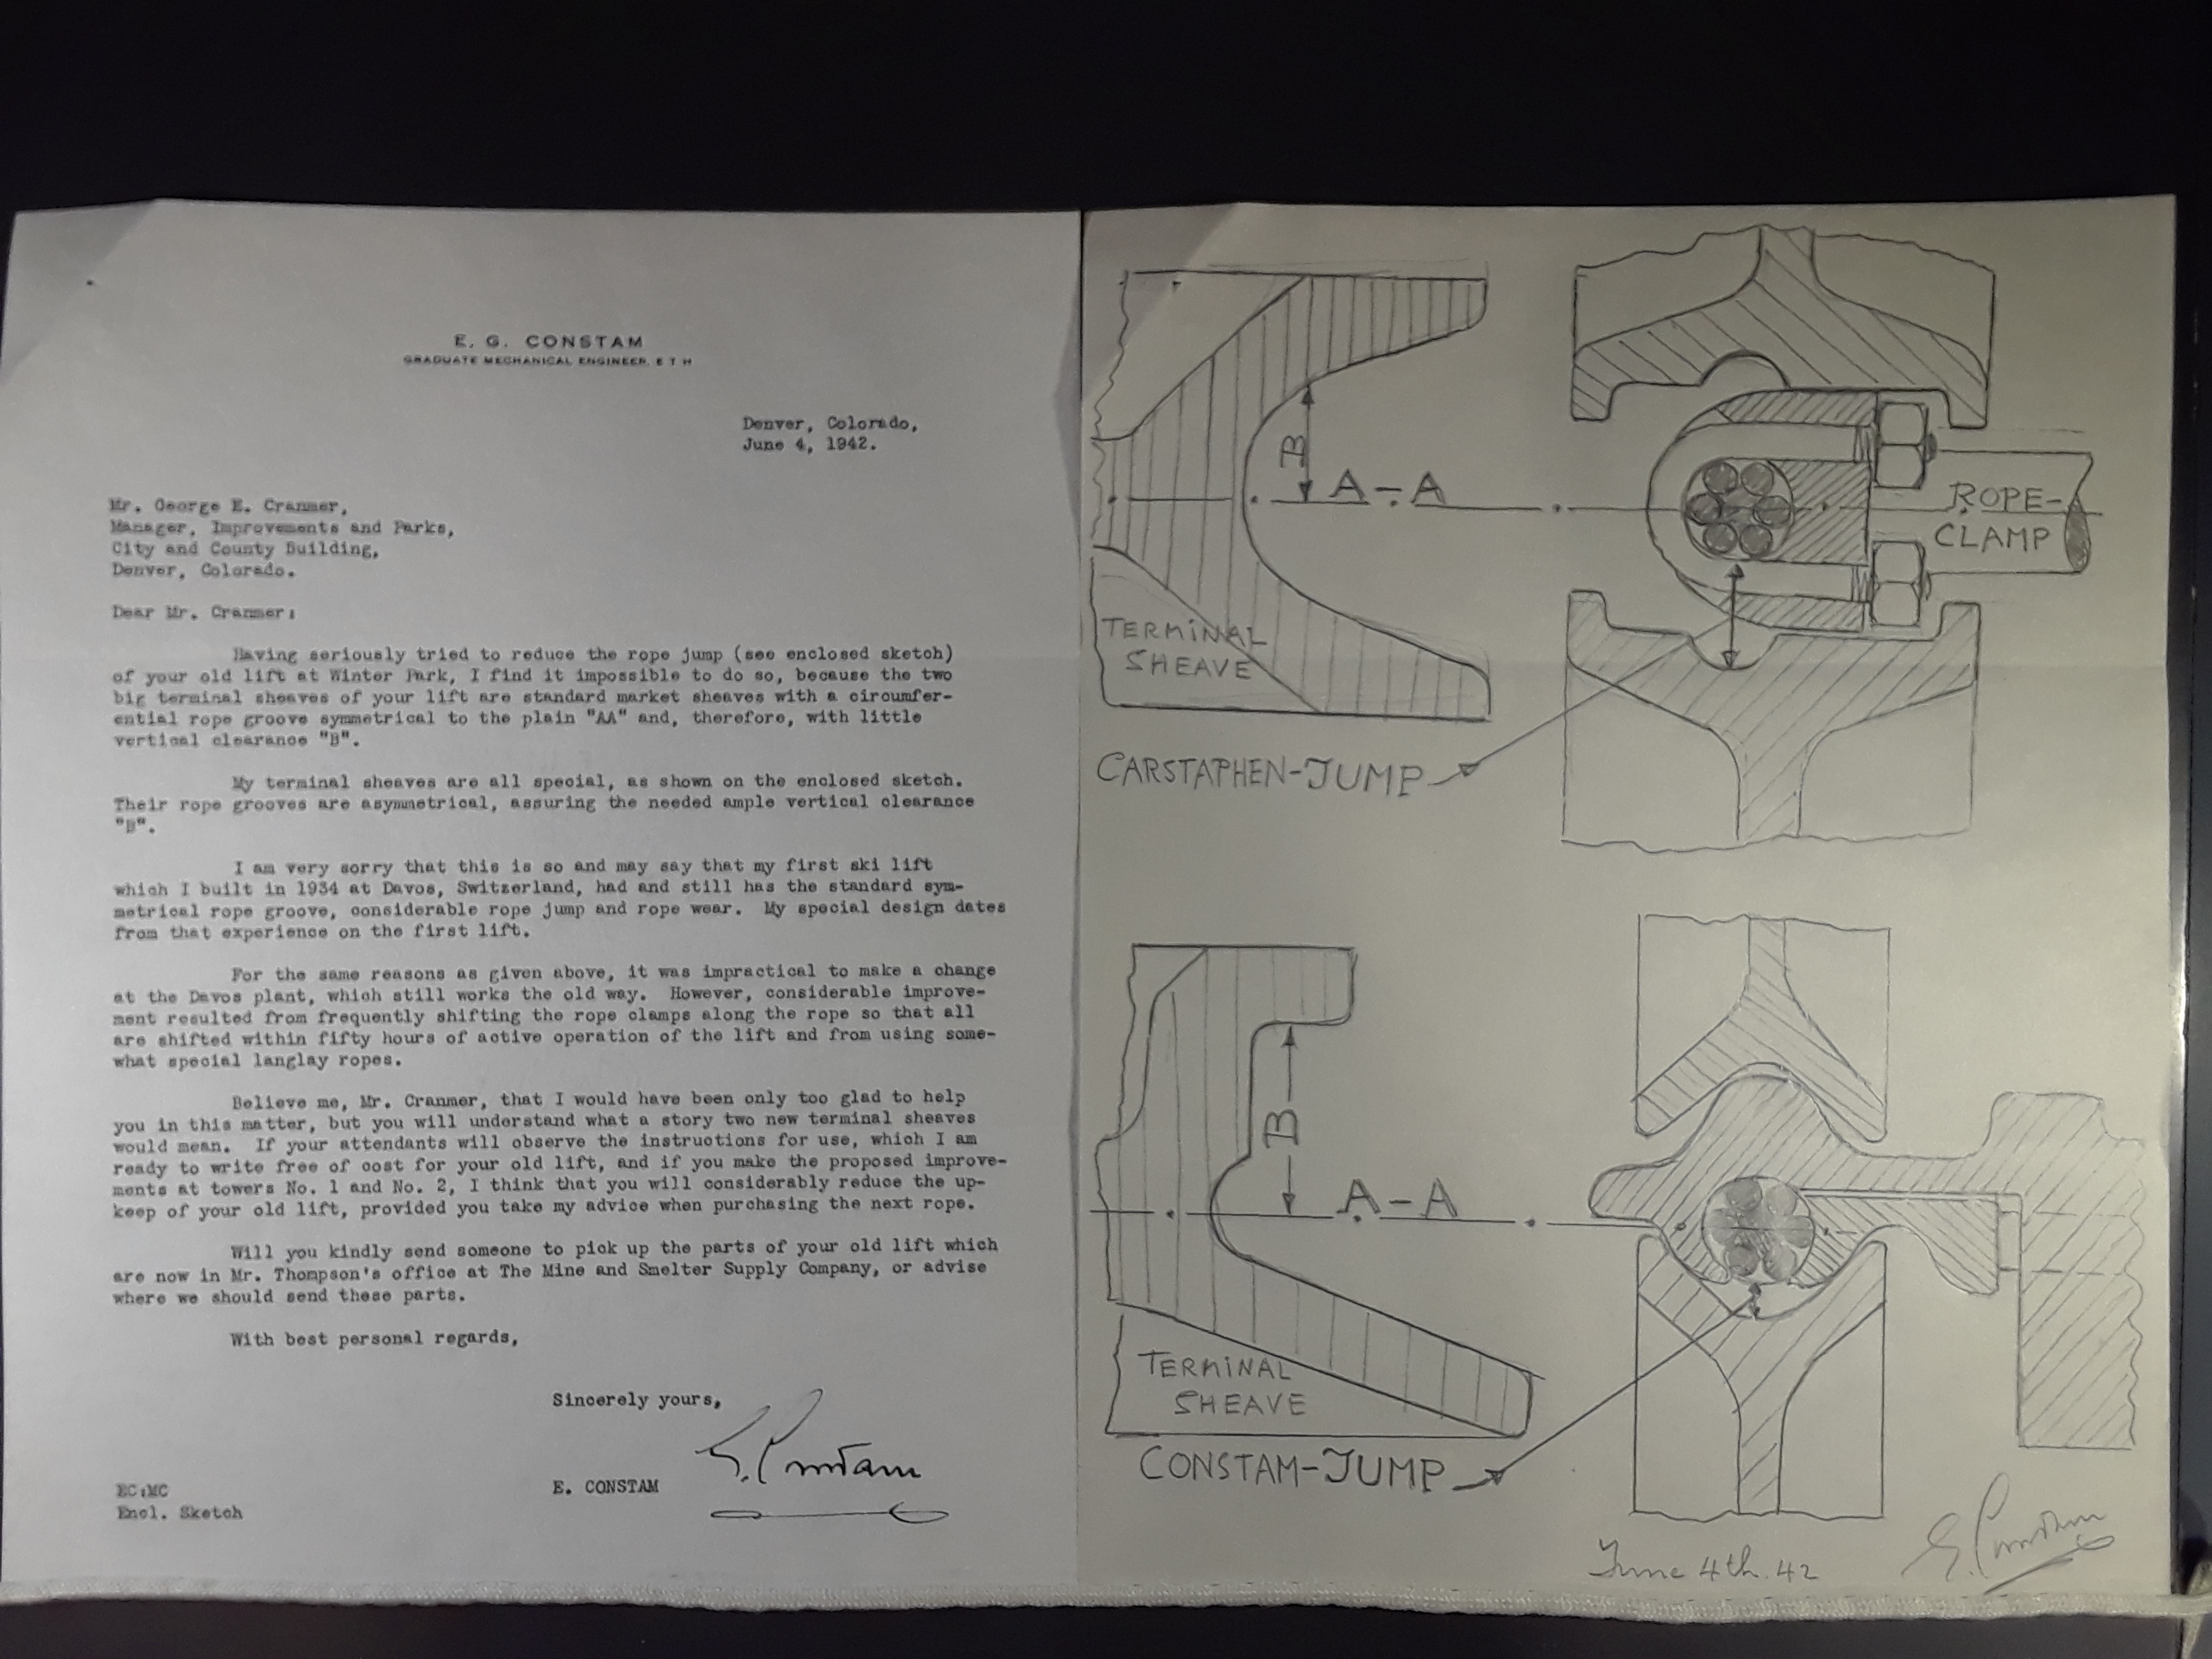 E. G. CONSTAM
GRADUATE MECHANICAL ENGINEER. E T H
Denver, Colorado,
June 4, 1942.
Mr. George E. Cranmer,
Manager, Improvements and Parks,
City and County Building,
Denver, Colorado.
Dear Mr. Cranmer:
Having seriously tried to reduce the rope jump (see enclosed sketch)
of your old lift at Winter Park, I find it impossible to do so, because the two
big terminal sheaves of your lift are standard market sheaves with a circumfer-
ential rope groove symmetrical to the plain "AA" and, therefore, with little
vertical clearance "B".
My terminal sheaves are all special, as shown on the enclosed sketch.
Their rope grooves are asymmetrical, assuring the needed ample vertical clearance
"B".
I am very sorry that this is so and may say that my first ski lift
which I built in 1934 at Davos, Switzerland, had and still has the standard sym-
metrical rope groove, considerable rope jump and rope wear. My special design dates
from that experience on the first lift.
For the same reasons as given above, it was impractical to make a change
at the Davos plant, which still works the old way. However, considerable improve-
ment resulted from frequently shifting the rope clamps along the rope so that all
are shifted within fifty hours of active operation of the lift and from using some-
what special langlay ropes.
Believe me, Mr. Cranmer, that I would have been only too glad to help
you in this matter, but you will understand what a story two new terminal sheaves
would mean. If your attendants will observe the instructions for use, which I am
ready to write free of cost for your old lift, and if you make the proposed improve-
ments at towers No. 1 and No. 2, I think that you will considerably reduce the up-
keep of your old lift, provided you take my advice when purchasing the next rope.
Will you kindly send someone to pick up the parts of your old lift which
are now in Mr. Thompson's office at The Mine and Smelter Supply Company, or advise
where we should send these parts.
With best personal regards,
Sincerely yours,
E. Constam
E. CONSTAM
EC:MC
Encl. Sketch
B
A-A
ROPE-
CLAMP
TERMINAL
SHEAVE
CARSTAPHEN-JUMP
B
A-A
TERMINAL
SHEAVE
CONSTAM-JUMP
June 4th. 42
E. Constam